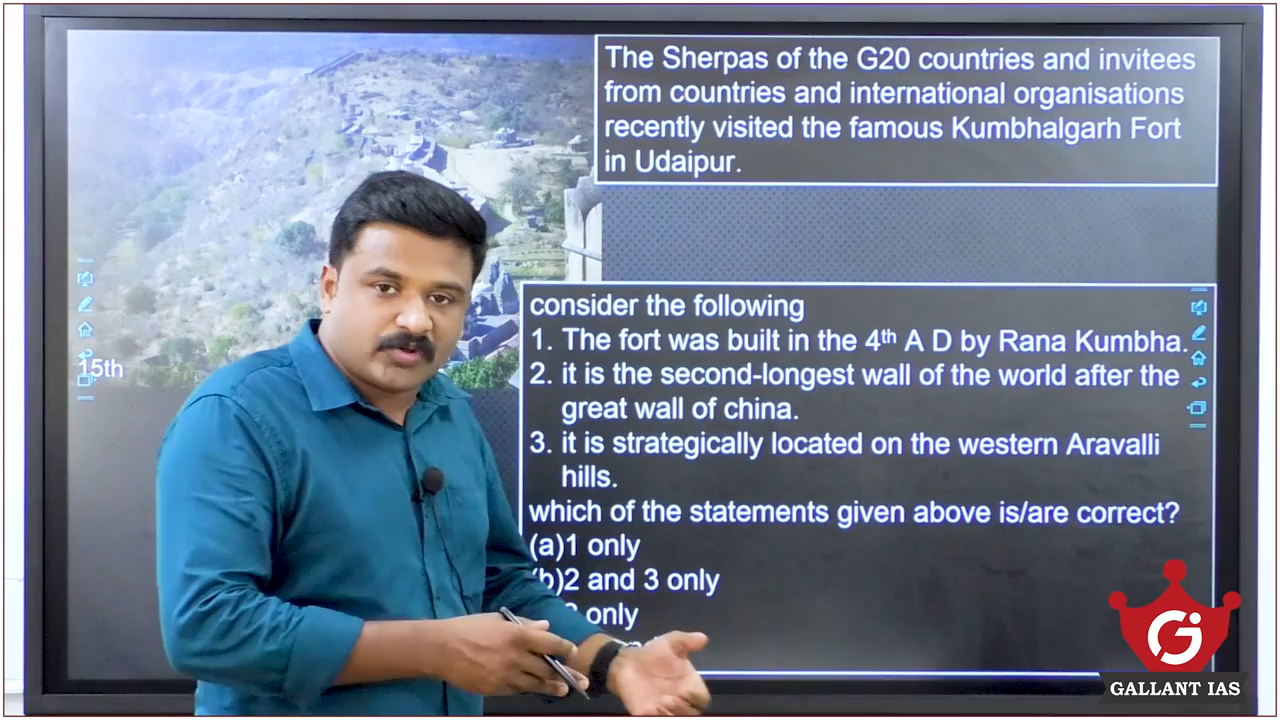 The Sherpas of the G20 countries and invitees
from countries and international organisations
recently visited the famous Kumbhalgarh Fort
in Udaipur.
15th
consider the following
1. The fort was built in the 4th A D by Rana Kumbha.
2. it is the second-longest wall of the world after the
great wall of china.
3. it is strategically located on the western Aravalli
hills.
which of the statements given above is/are correct?
(a)1 only
(b)2 and 3 only
only
GALLANT IAS